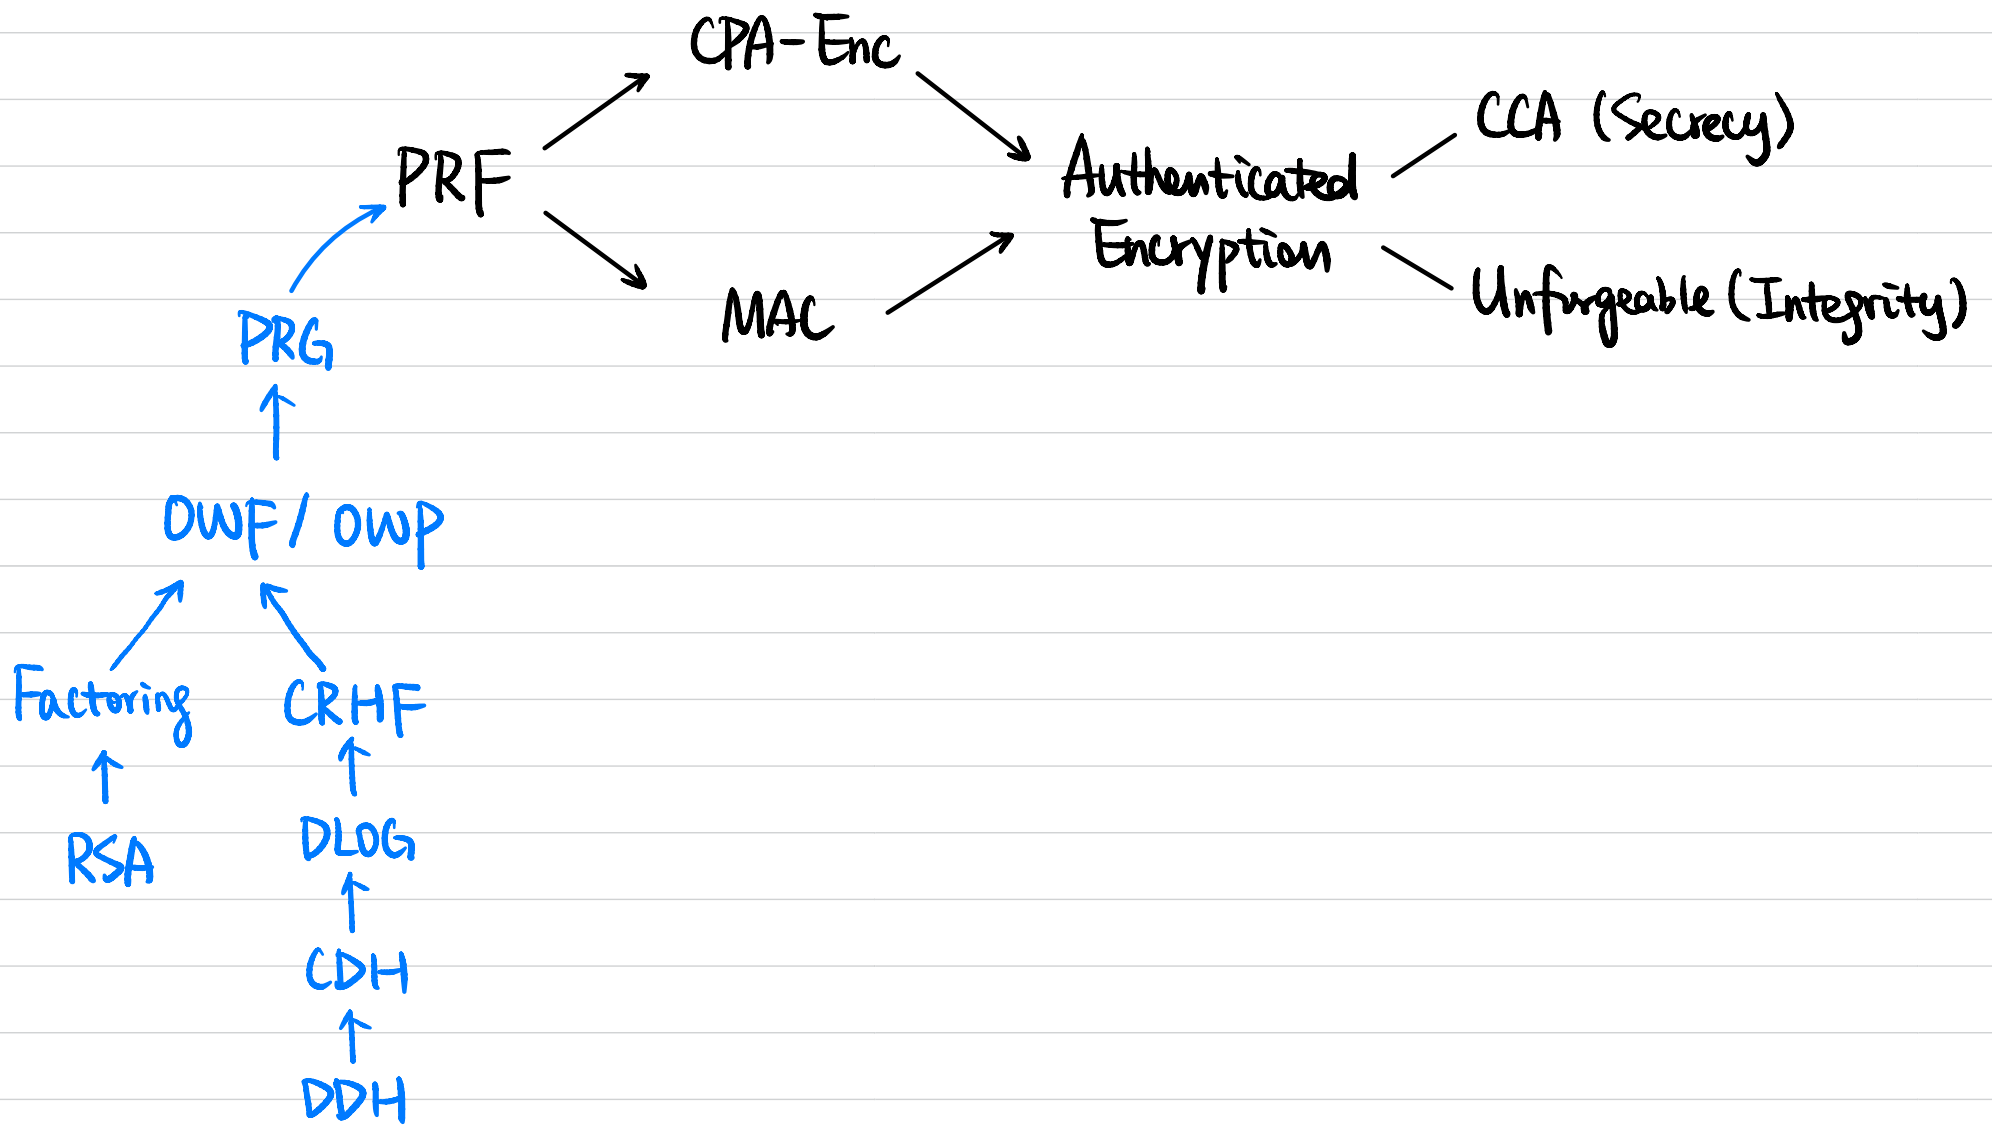 CPA-Enc
CCA (Secrecy)
PRF
Authenticated
Encryption
Unforgeable (Integrity)
MAC
PRG
OWF / OWP
Factoring
CRHF
DLOG
RSA
CDH
DDH